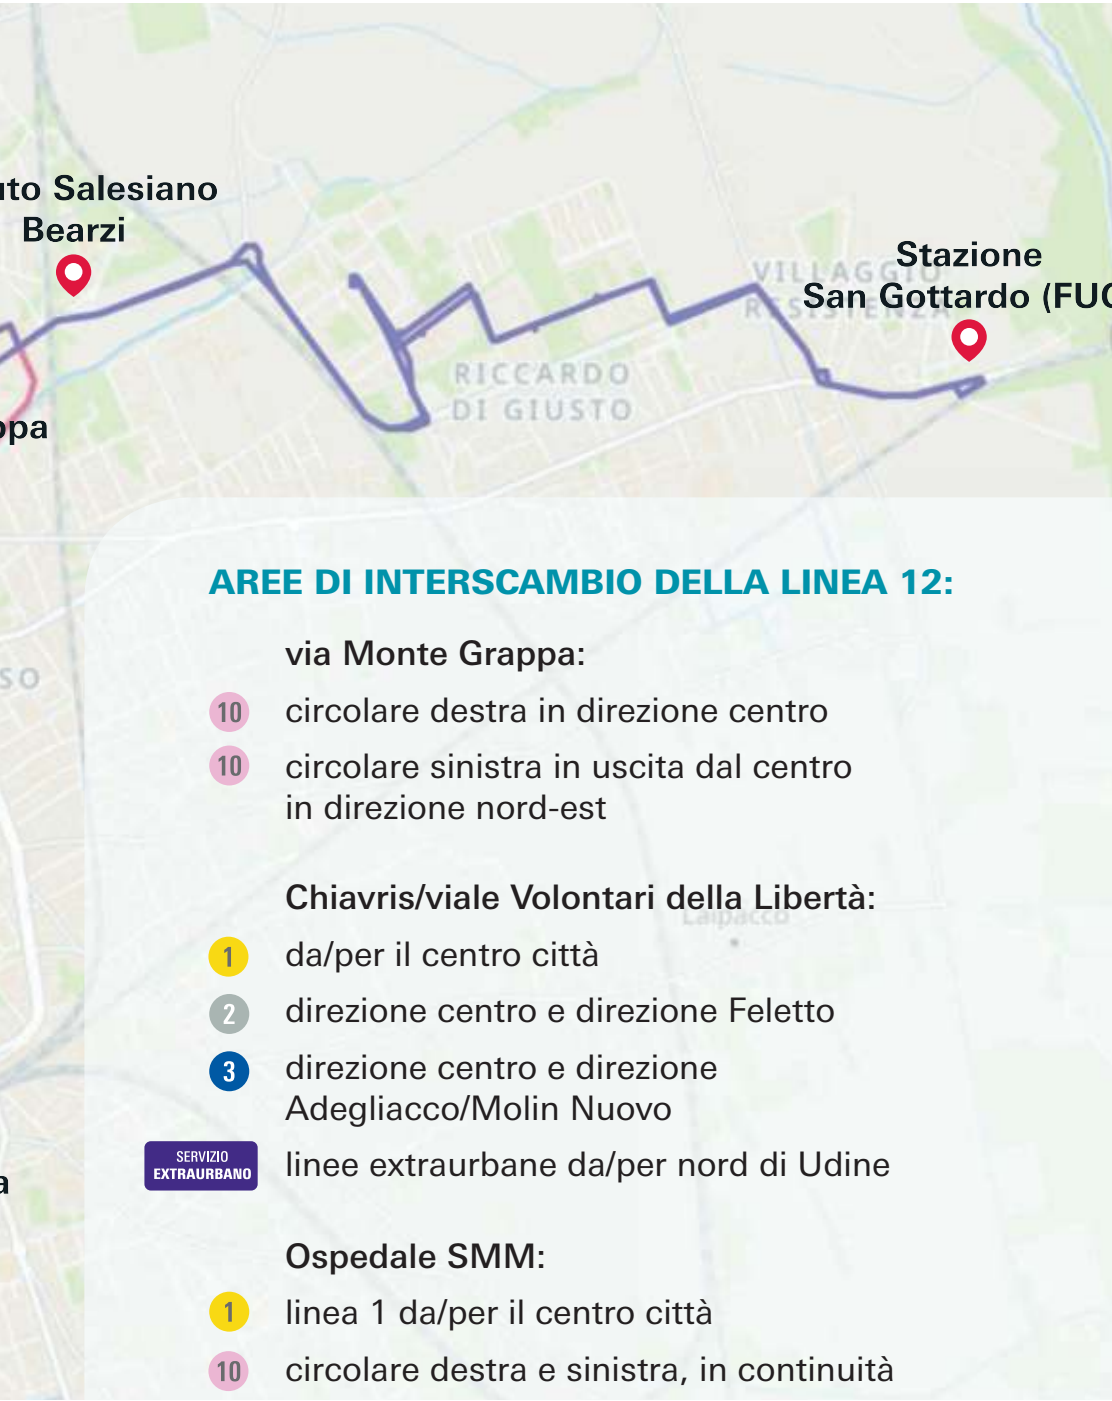 uto Salesiano
Bearzi
Stazione
San Gottardo (FUC
VILLAGGIO
RESISTENZA
RICCARDO
DI GIUSTO
ppa
SO
a
AREE DI INTERSCAMBIO DELLA LINEA 12:
via Monte Grappa:
10 circolare destra in direzione centro
10 circolare sinistra in uscita dal centro
in direzione nord-est
Chiavris/viale Volontari della Libertà:
Laipacco
1 da/per il centro città
2 direzione centro e direzione Feletto
3 direzione centro e direzione
Adegliacco/Molin Nuovo
SERVIZIO
EXTRAURBANO linee extraurbane da/per nord di Udine
Ospedale SMM:
1 linea 1 da/per il centro città
10 circolare destra e sinistra, in continuità